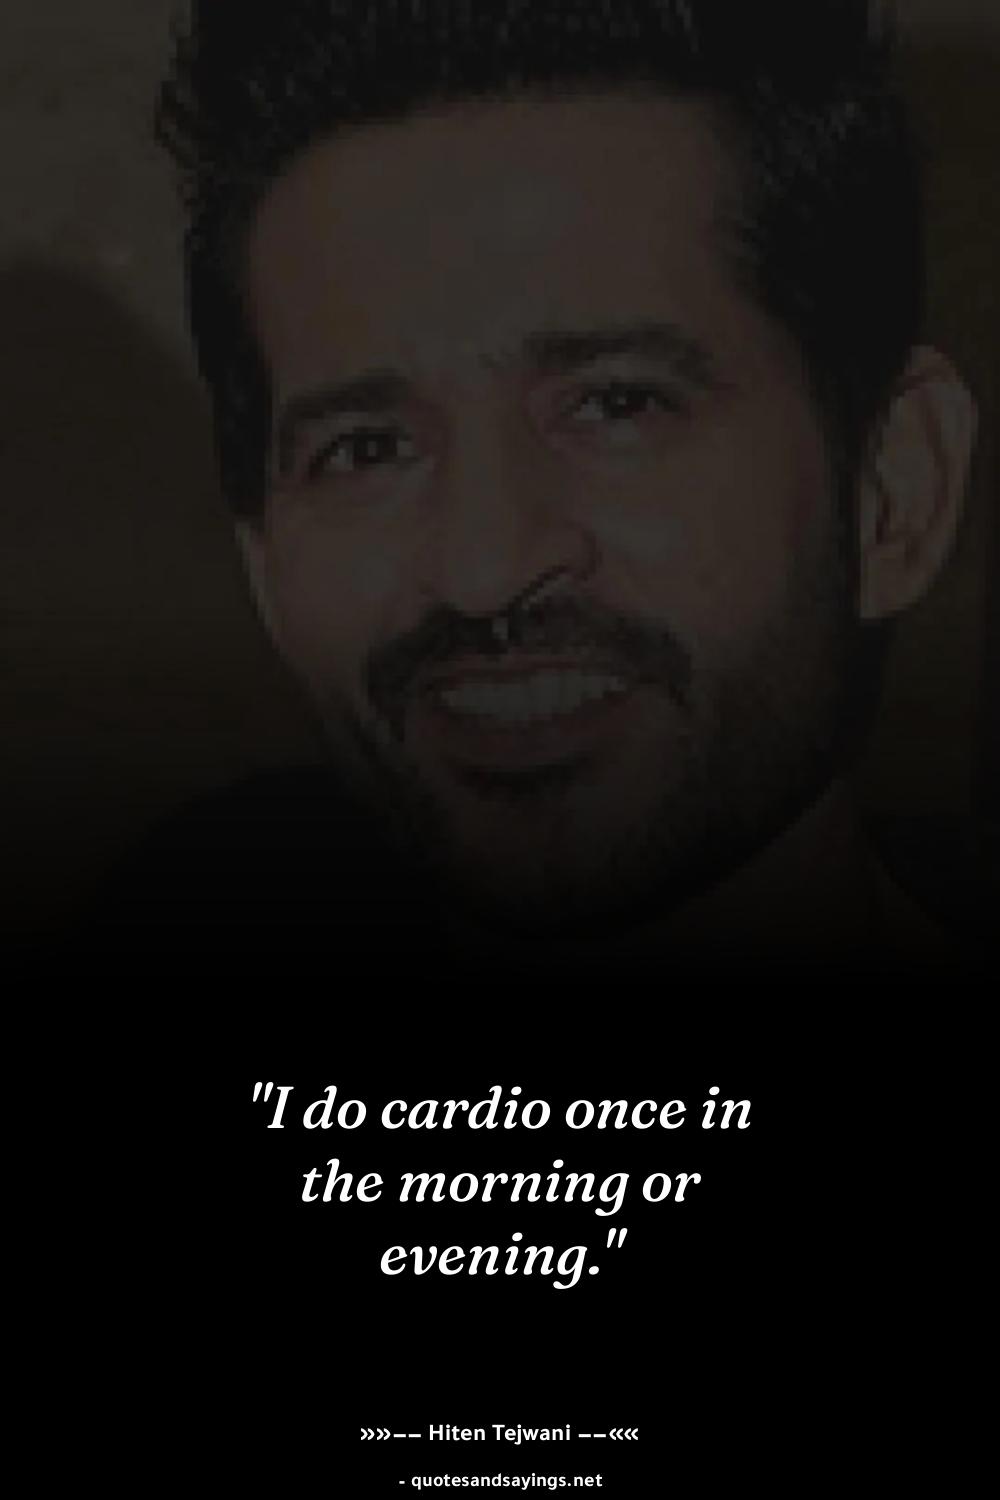 "I do cardio once in
the morning or
evening."
»»−− Hiten Tejwani −−««
- quotesandsayings.net